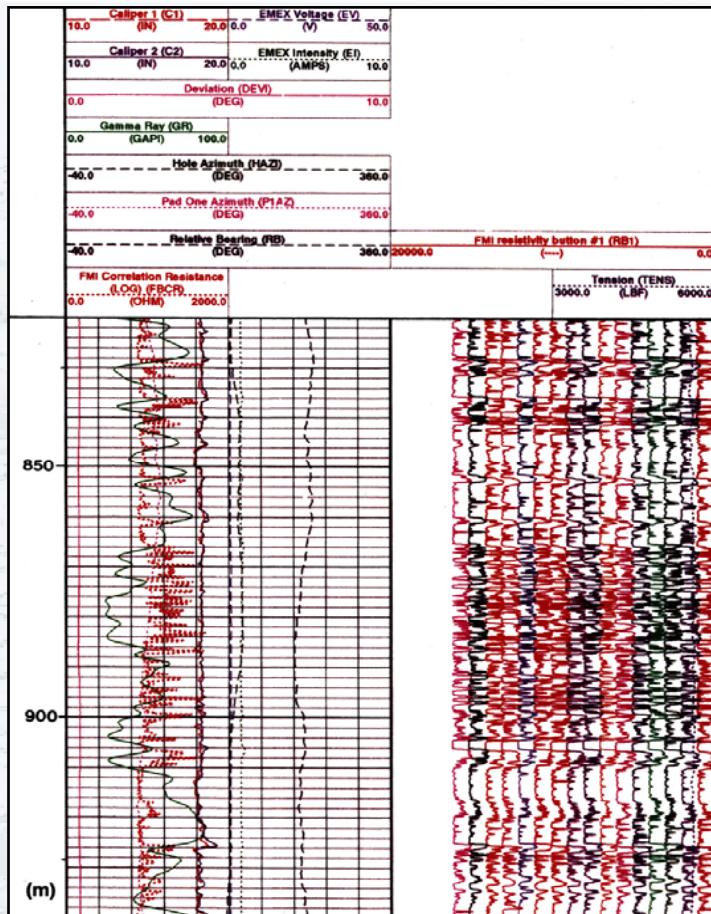 Caliper 1 (C1)
10.0 (IN) 20.0
EMEX Voltage (EV)
0.0 (V) 50.0
Caliper 2 (C2)
10.0 (IN) 20.0
EMEX Intensity (EI)
0.0 (AMPS) 10.0
Deviation (DEVI)
0.0 (DEG) 10.0
Gamma Ray (GR)
0.0 (GAPI) 100.0
Hole Azimuth (HAZI)
-40.0 (DEG) 360.0
Pad One Azimuth (P1AZ)
-40.0 (DEG) 360.0
Relative Bearing (RB)
-40.0 (DEG) 360.0
FMI resistivity button #1 (RB1)
20000.0 (----) 0.0
FMI Correlation Resistance
(LOG) (FBCR)
0.0 (OHM) 2000.0
Tension (TENS)
3000.0 (LBF) 6000.0
850
900
(m)